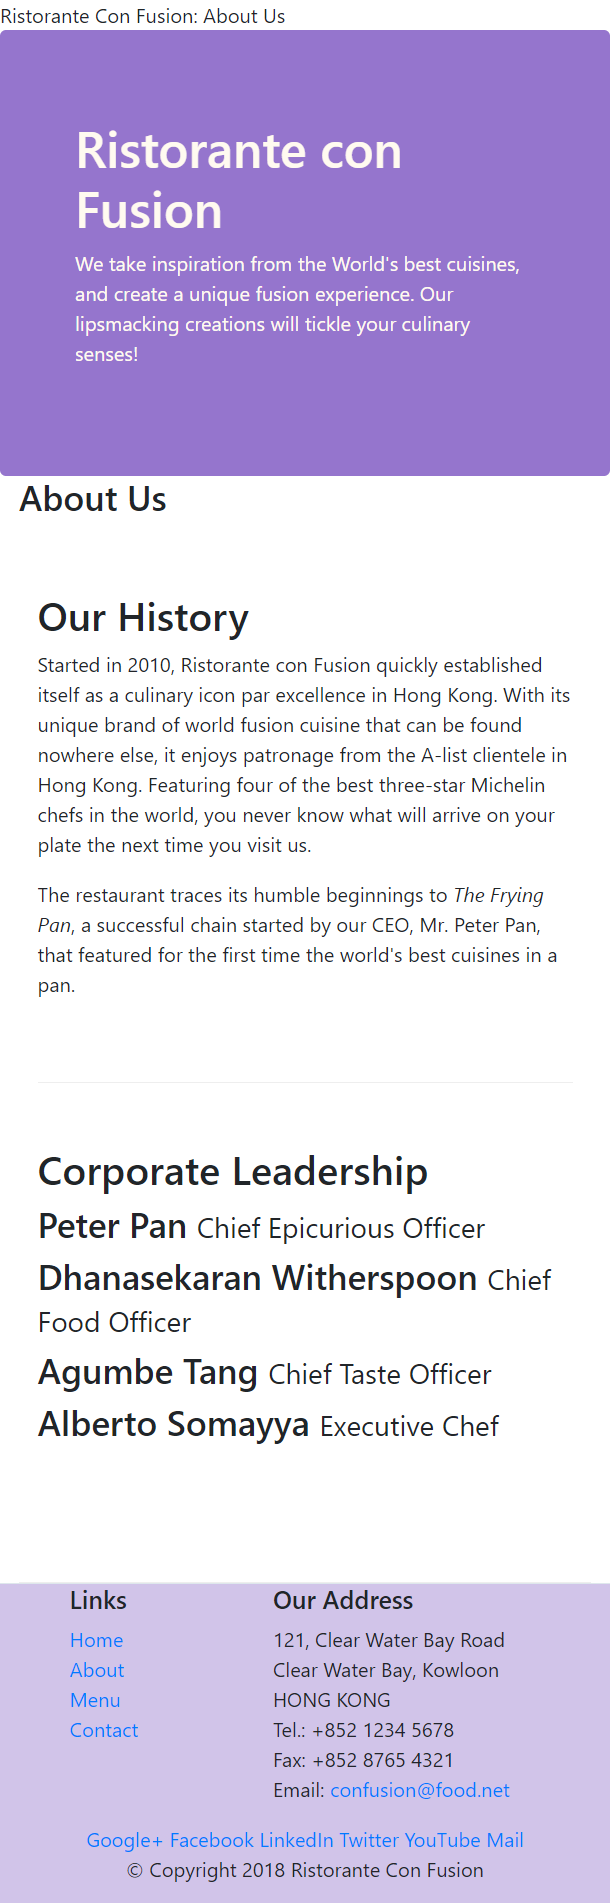 Ristorante Con Fusion: About Us
Ristorante con
Fusion
We take inspiration from the World's best cuisines,
and create a unique fusion experience. Our
lipsmacking creations will tickle your culinary
senses!
About Us
Our History
Started in 2010, Ristorante con Fusion quickly established
itself as a culinary icon par excellence in Hong Kong. With its
unique brand of world fusion cuisine that can be found
nowhere else, it enjoys patronage from the A-list clientele in
Hong Kong. Featuring four of the best three-star Michelin
chefs in the world, you never know what will arrive on your
plate the next time you visit us.
The restaurant traces its humble beginnings to The Frying
Pan, a successful chain started by our CEO, Mr. Peter Pan,
that featured for the first time the world's best cuisines in a
pan.
Corporate Leadership
Peter Pan Chief Epicurious Officer
Dhanasekaran Witherspoon Chief
Food Officer
Agumbe Tang Chief Taste Officer
Alberto Somayya Executive Chef
Links
Home
About
Menu
Contact
Our Address
121, Clear Water Bay Road
Clear Water Bay, Kowloon
HONG KONG
Tel.: +852 1234 5678
Fax: +852 8765 4321
Email: confusion@food.net
Google+ Facebook LinkedIn Twitter YouTube Mail
© Copyright 2018 Ristorante Con Fusion